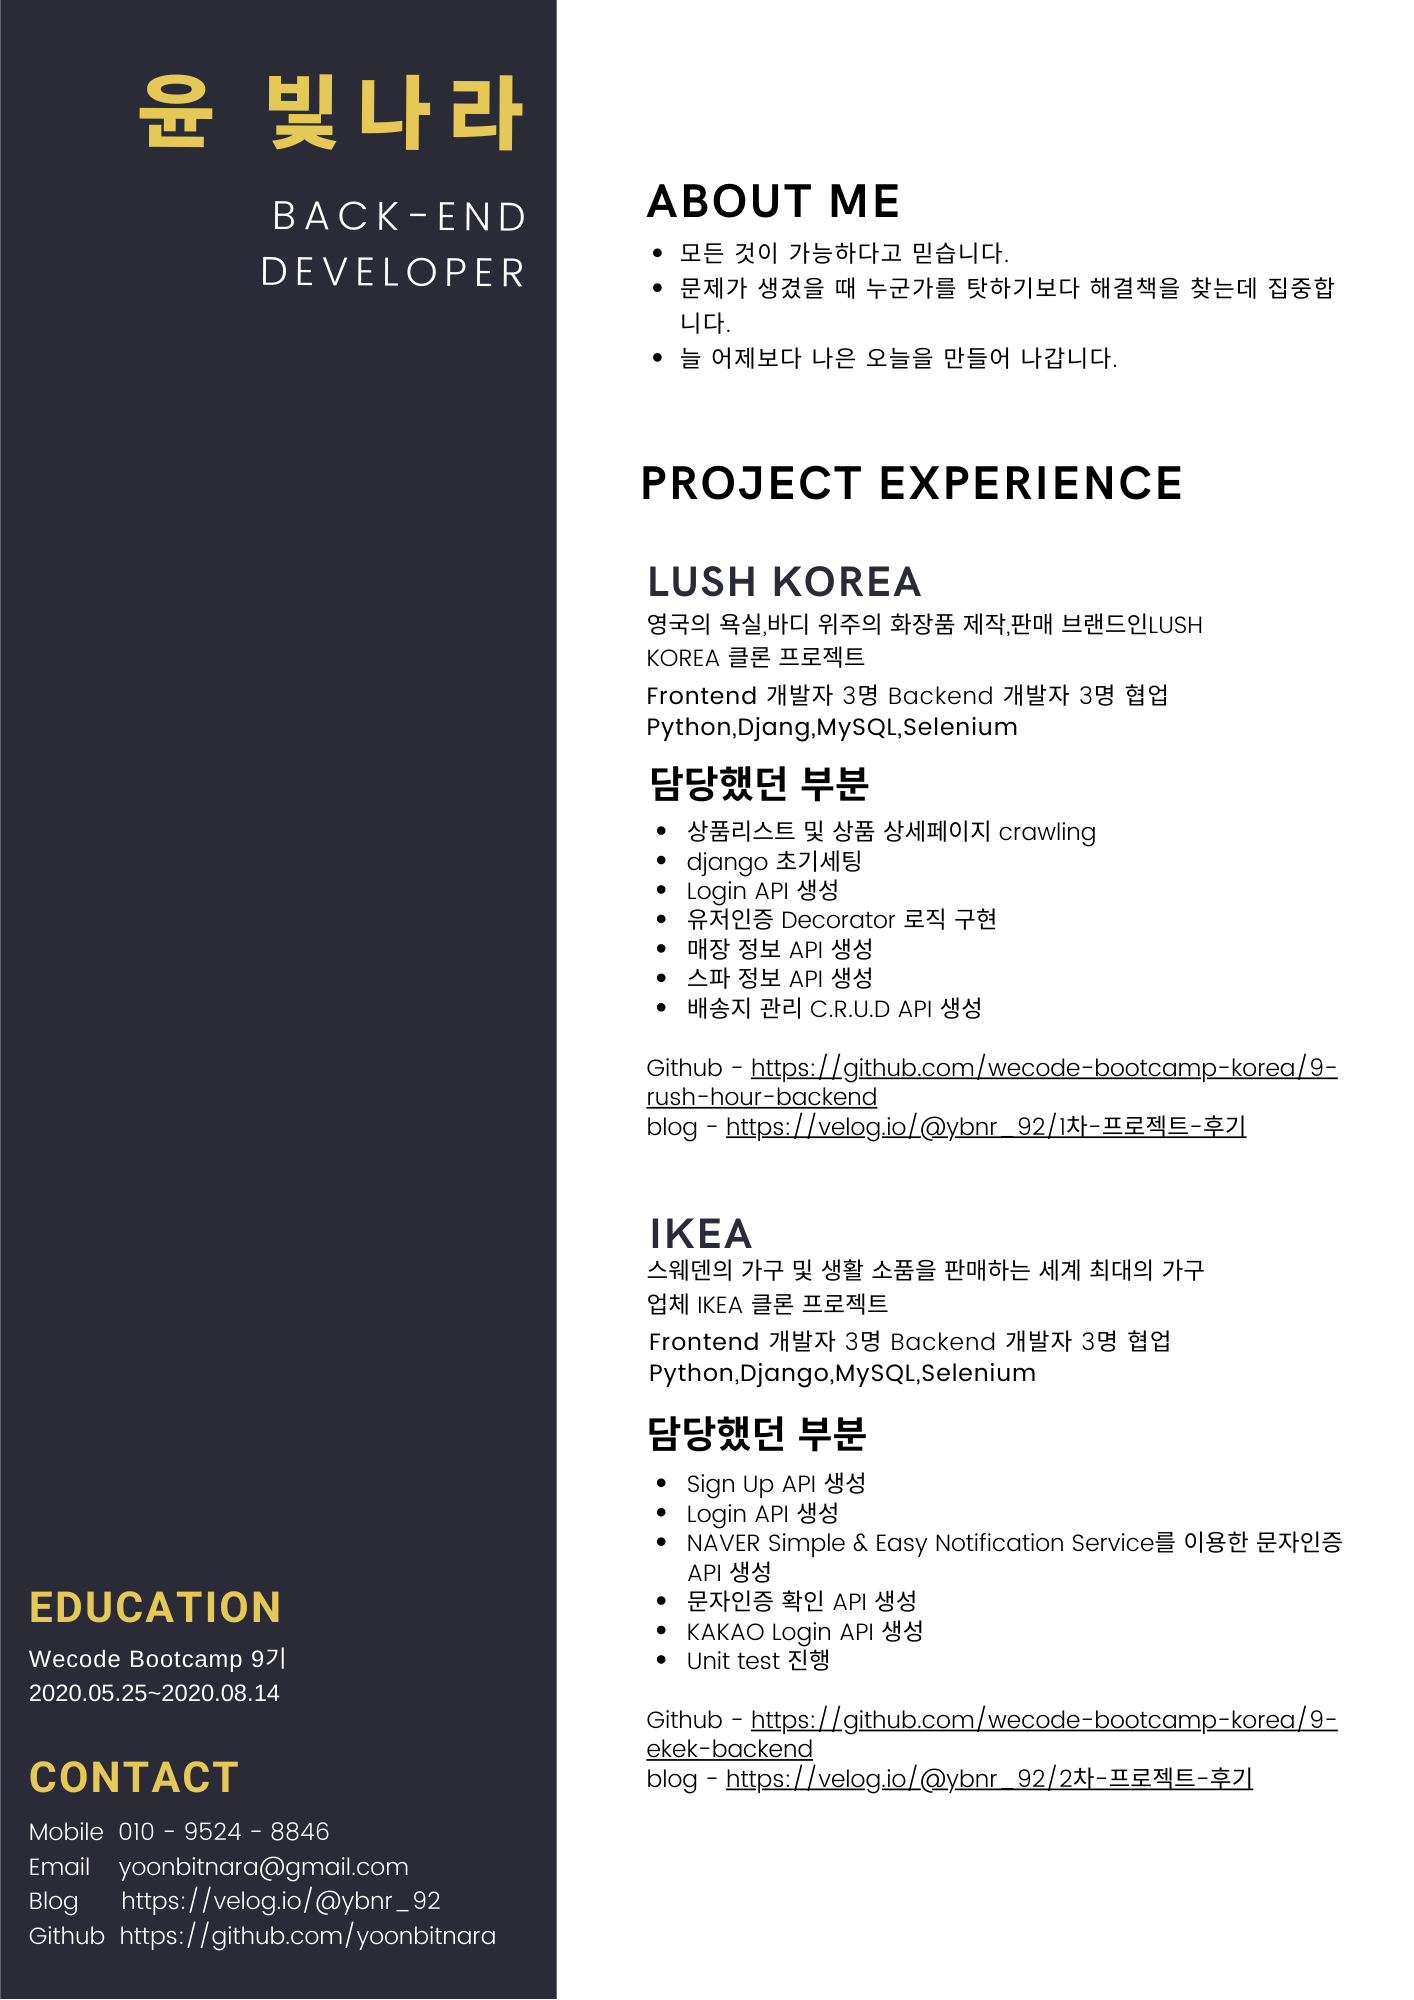 윤 빛나라
BACK-END
DEVELOPER
EDUCATION
Wecode Bootcamp 9기
2020.05.25~2020.08.14
CONTACT
Mobile 010 - 9524 - 8846
Email yoonbitnara@gmail.com
Blog https://velog.io/@ybnr_92
Github https://github.com/yoonbitnara
ABOUT ME
• 모든 것이 가능하다고 믿습니다.
• 문제가 생겼을 때 누군가를 탓하기보다 해결책을 찾는데 집중합
니다.
• 늘 어제보다 나은 오늘을 만들어 나갑니다.
PROJECT EXPERIENCE
LUSH KOREA
영국의 욕실,바디 위주의 화장품 제작,판매 브랜드인LUSH
KOREA 클론 프로젝트
Frontend 개발자 3명 Backend 개발자 3명 협업
Python,Djang,MySQL,Selenium
담당했던 부분
• 상품리스트 및 상품 상세페이지 crawling
• django 초기세팅
• Login API 생성
• 유저인증 Decorator 로직 구현
• 매장 정보 API 생성
• 스파 정보 API 생성
• 배송지 관리 C.R.U.D API 생성
Github - https://github.com/wecode-bootcamp-korea/9-
rush-hour-backend
blog - https://velog.io/@ybnr_92/1차-프로젝트-후기
IKEA
스웨덴의 가구 및 생활 소품을 판매하는 세계 최대의 가구
업체 IKEA 클론 프로젝트
Frontend 개발자 3명 Backend 개발자 3명 협업
Python,Django,MySQL,Selenium
담당했던 부분
• Sign Up API 생성
• Login API 생성
• NAVER Simple & Easy Notification Service를 이용한 문자인증
API 생성
• 문자인증 확인 API 생성
• KAKAO Login API 생성
• Unit test 진행
Github - https://github.com/wecode-bootcamp-korea/9-
ekek-backend
blog - https://velog.io/@ybnr_92/2차-프로젝트-후기